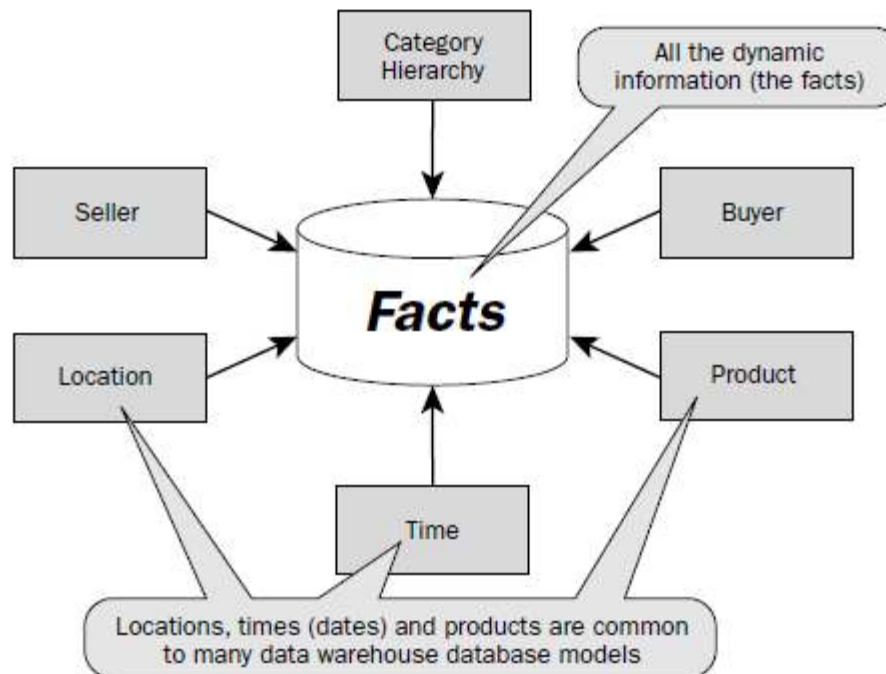 Category
Hierarchy
All the dynamic
information (the facts)
Seller
Buyer
Facts
Location
Product
Time
Locations, times (dates) and products are common
to many data warehouse database models